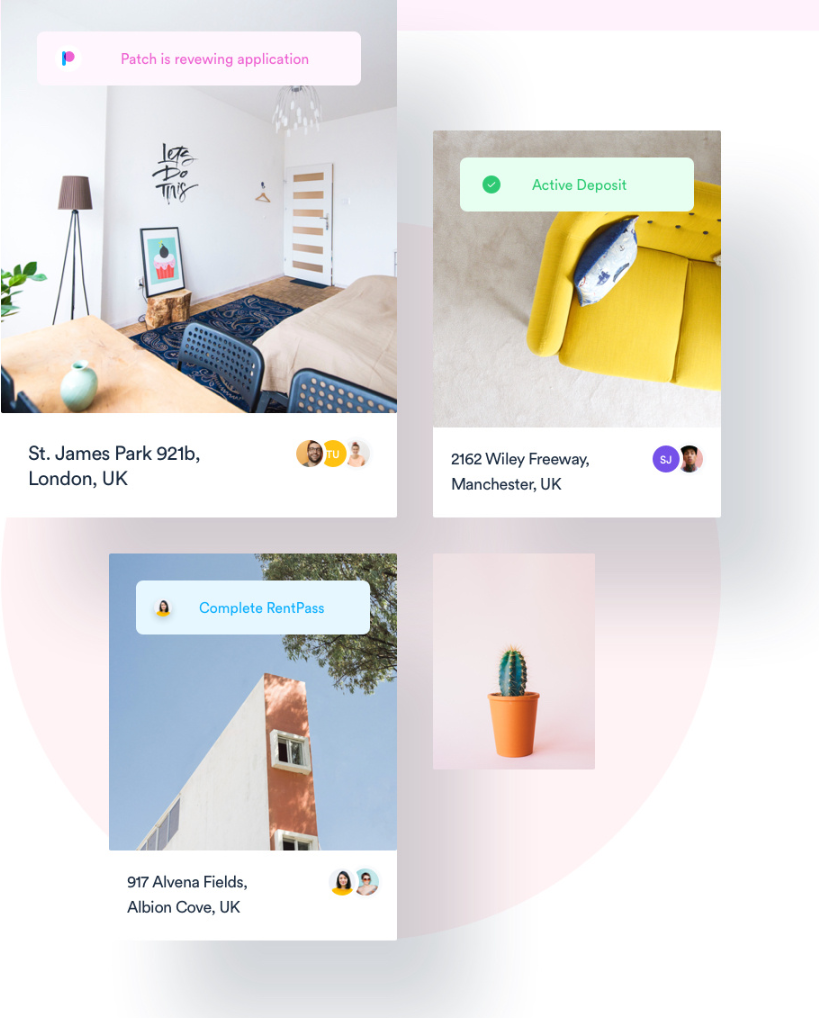 Patch is revewing application
Lets
Do
This
St. James Park 921b,
London, UK
TU
Active Deposit
2162 Wiley Freeway,
Manchester, UK
SJ
Complete RentPass
917 Alvena Fields,
Albion Cove, UK